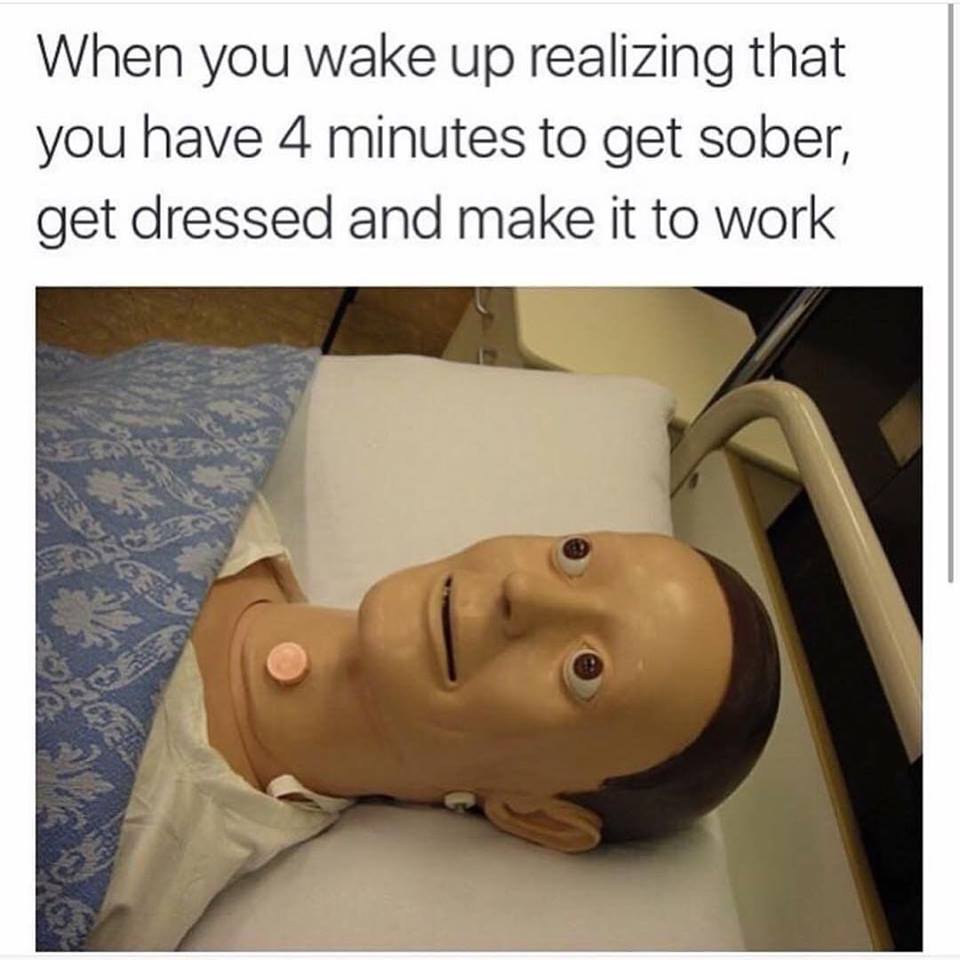 When you wake up realizing that
you have 4 minutes to get sober,
get dressed and make it to work